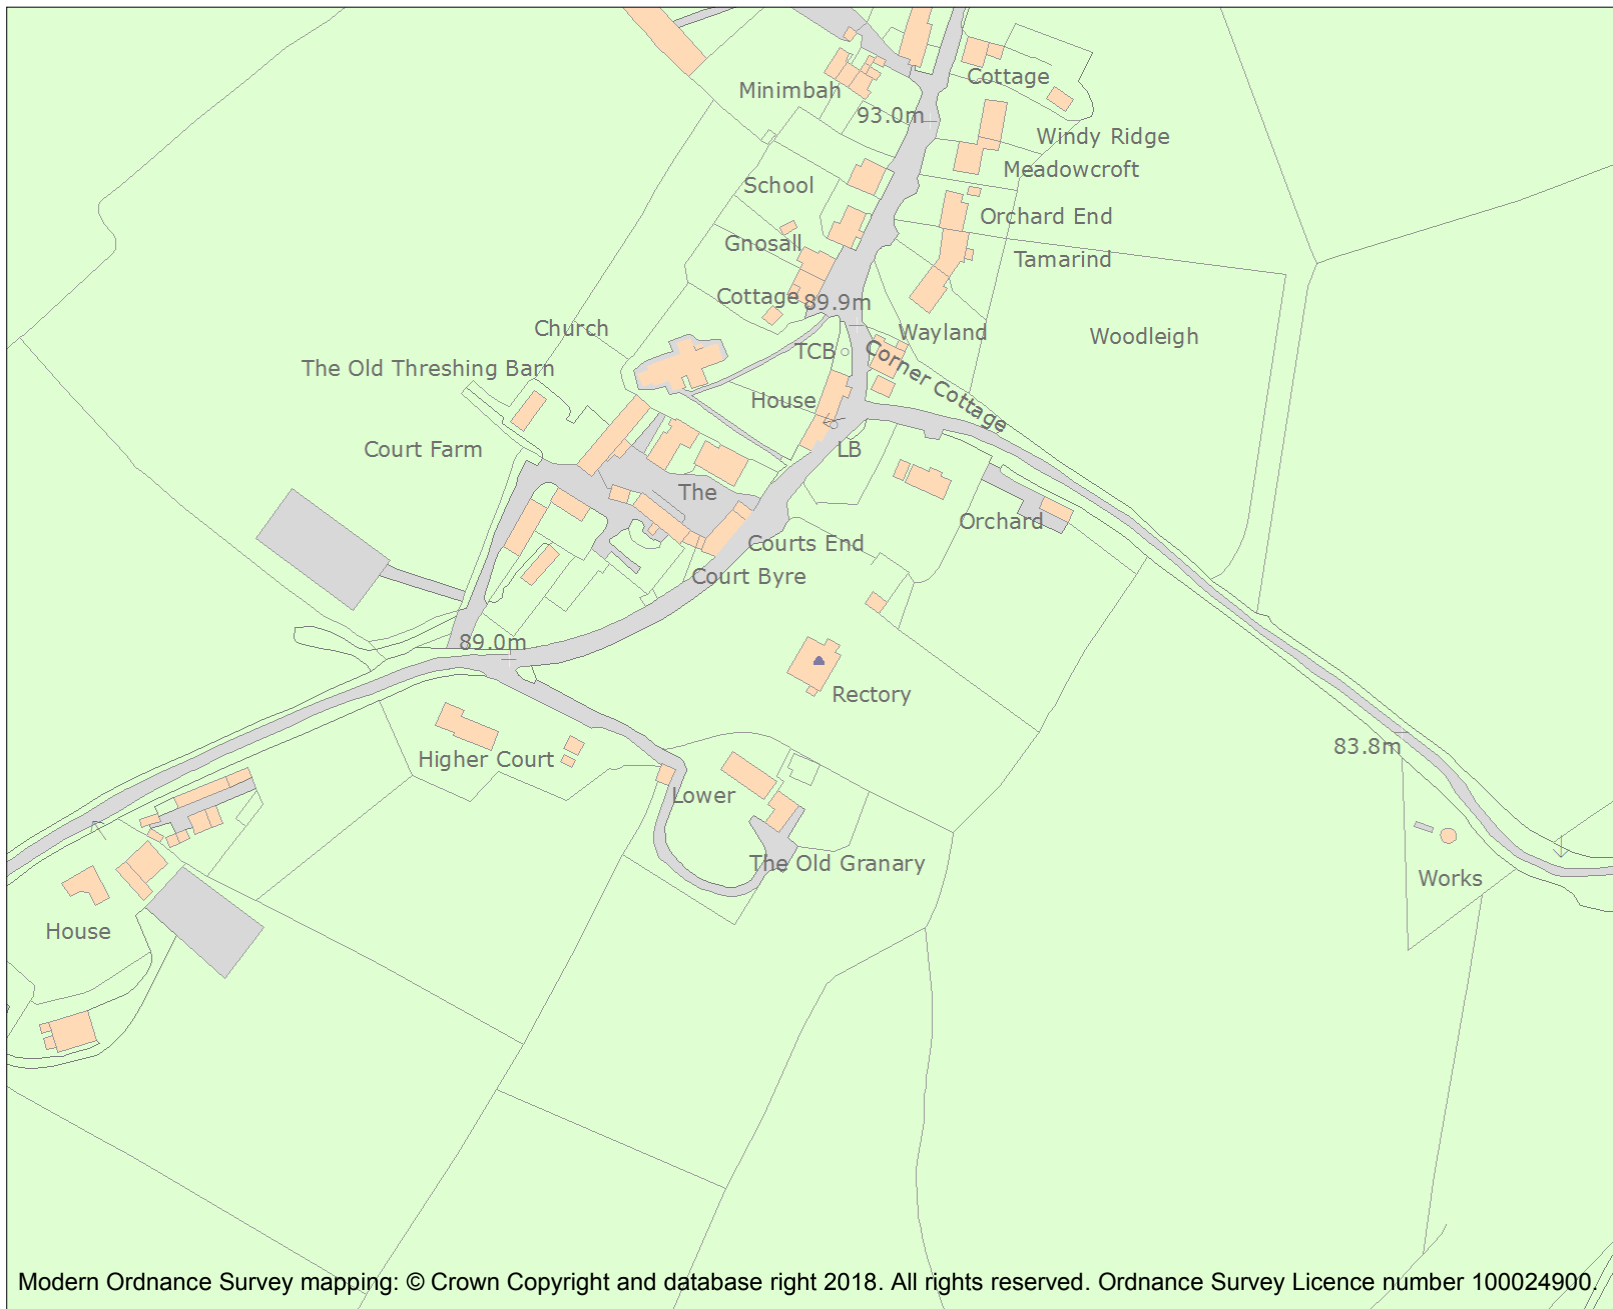 Cottage
Minimbah
93.0m
Windy Ridge
Meadowcroft
School
Orchard End
Gnosall
Tamarind
Cottage
89.9m
Church
Wayland
Woodleigh
TCB
Corner Cottage
The Old Threshing Barn
House
Court Farm
LB
The
Orchard
Courts End
Court Byre
89.0m
Rectory
83.8m
Higher Court
Lower
The Old Granary
Works
House
Modern Ordnance Survey mapping: © Crown Copyright and database right 2018. All rights reserved. Ordnance Survey Licence number 100024900.